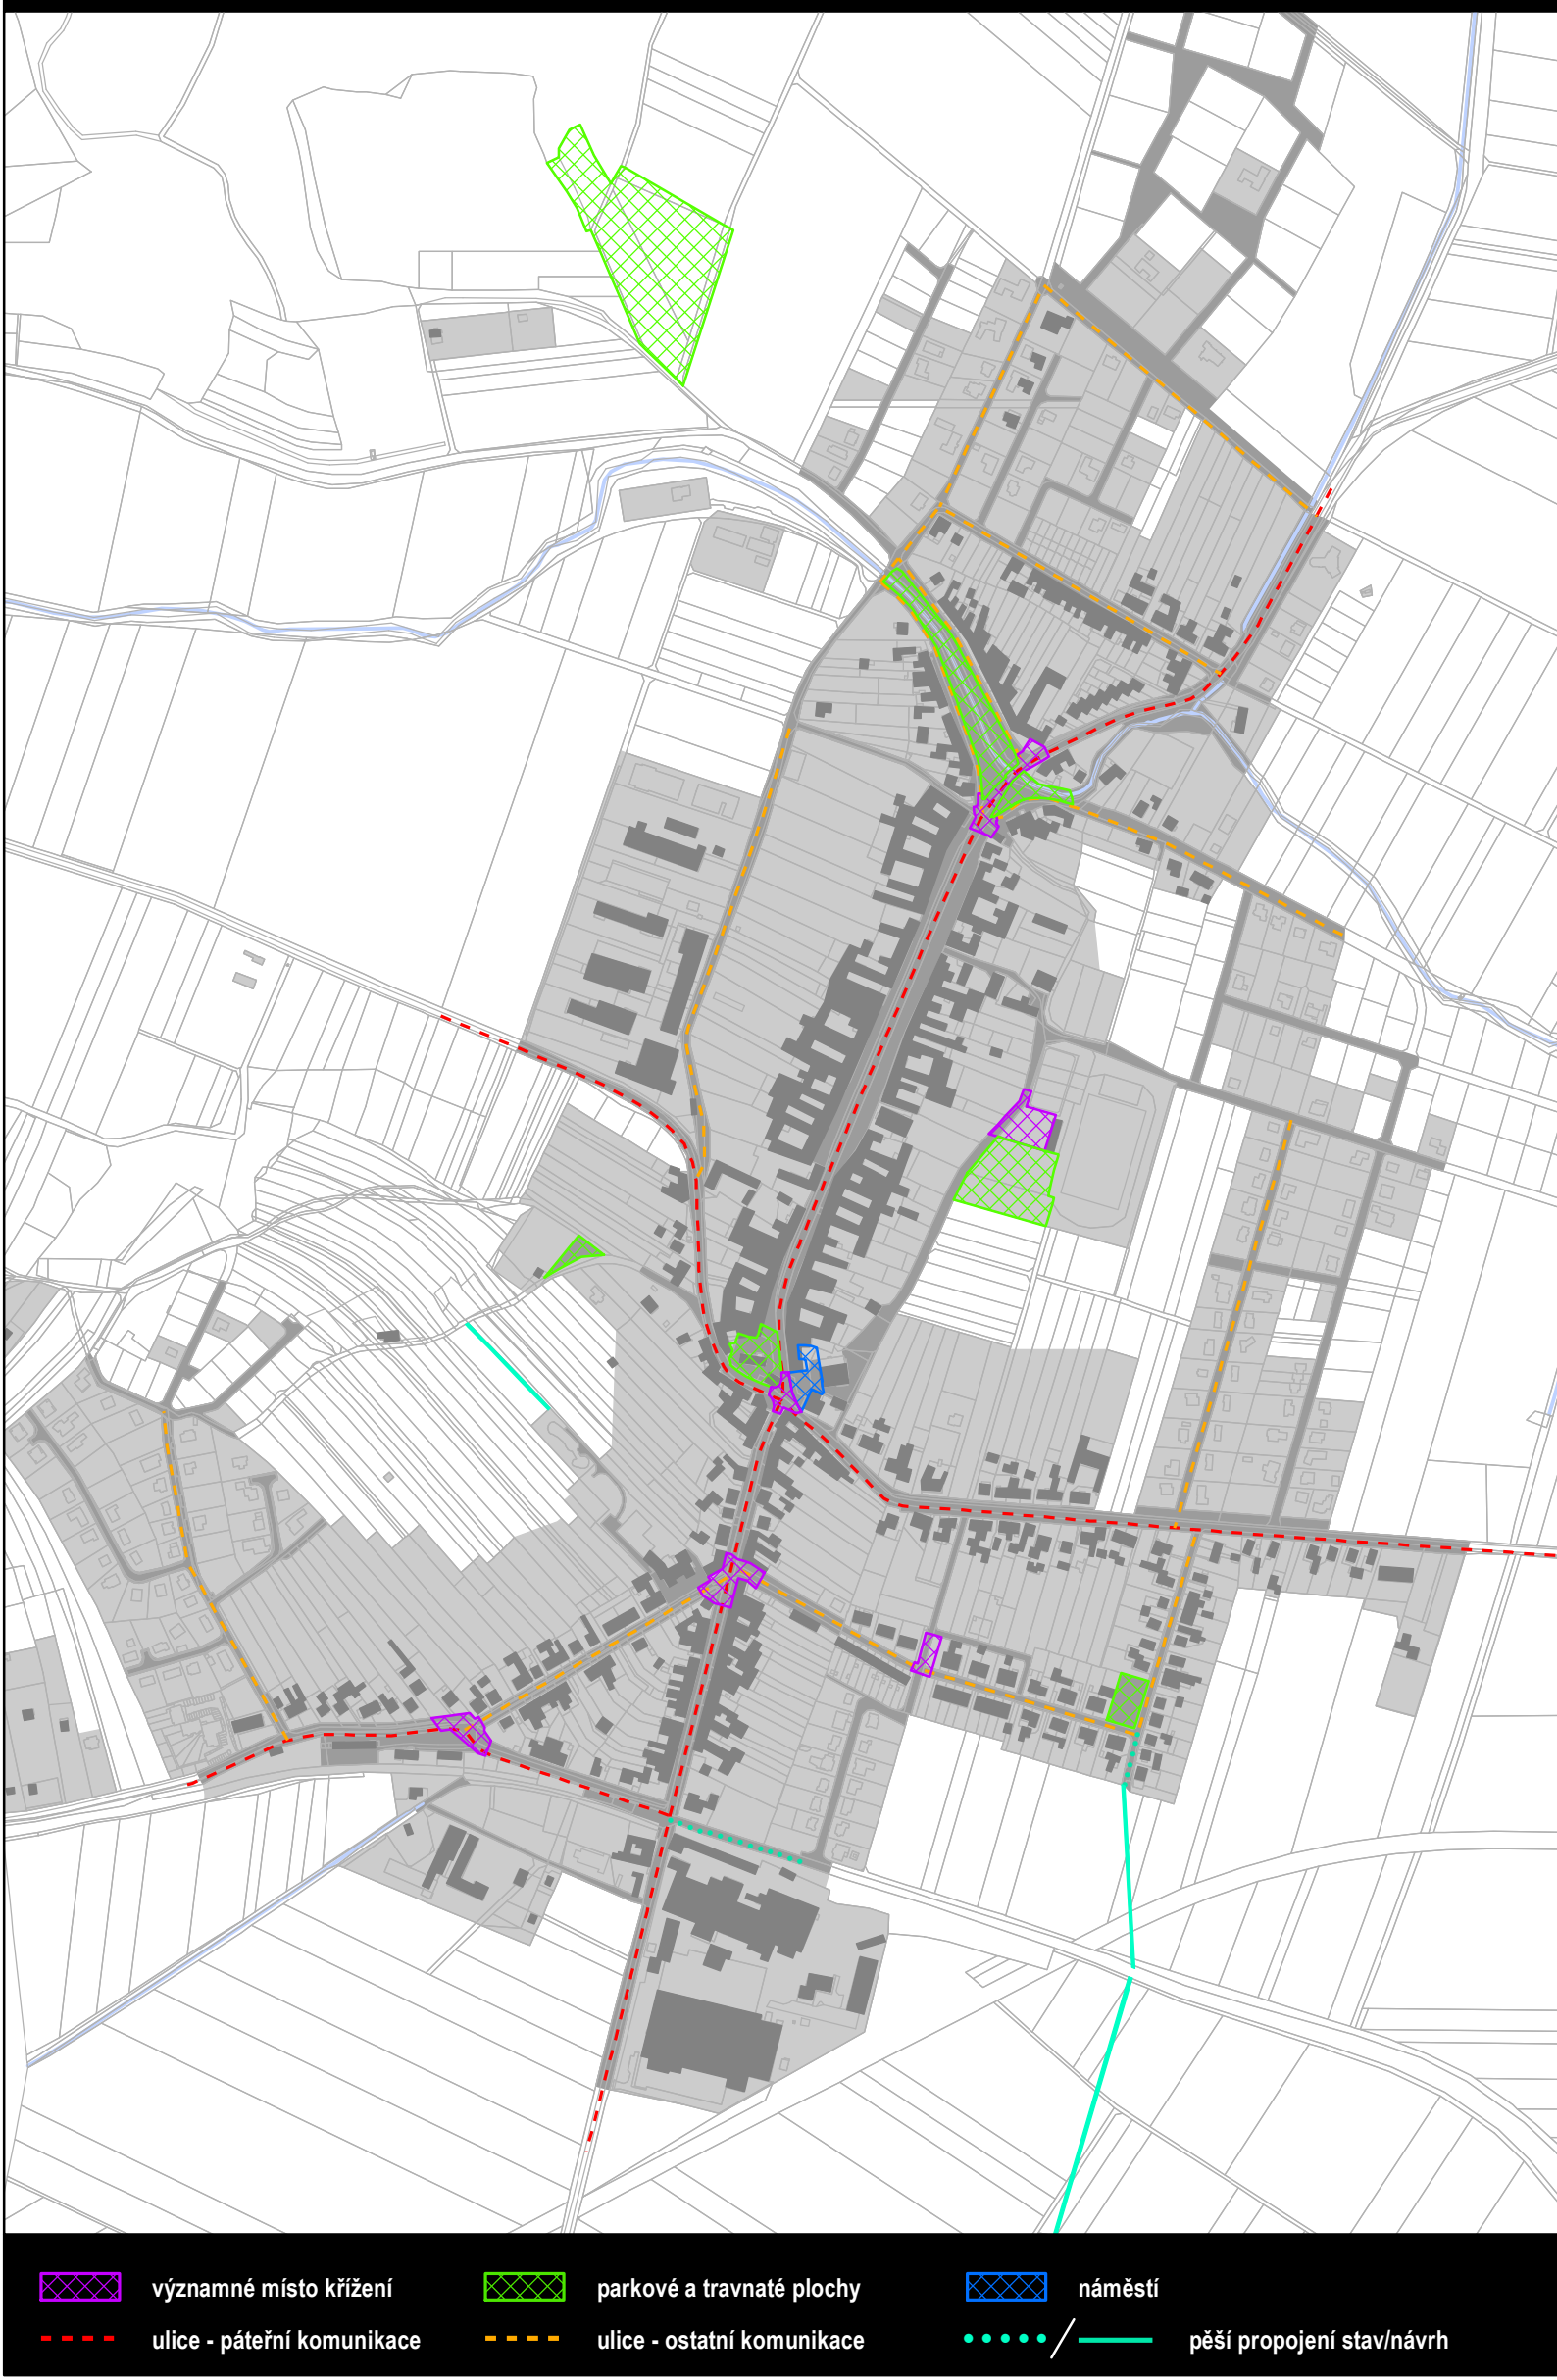 významné místo křížení
parkové a travnaté plochy
náměstí
ulice - páteřní komunikace
ulice - ostatní komunikace
pěší propojení stav/návrh